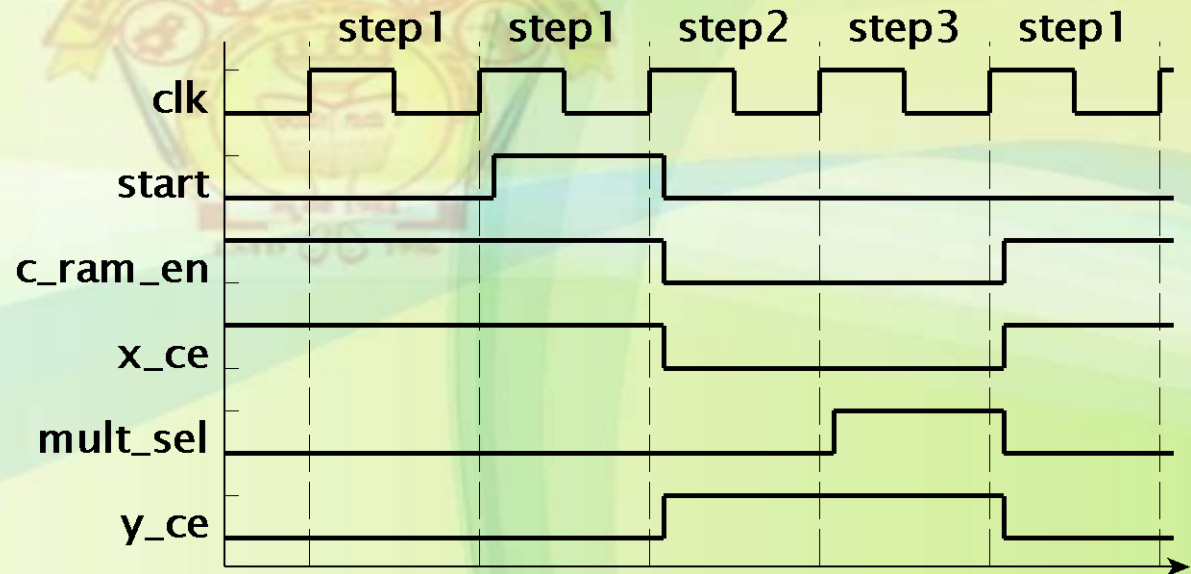 step1 step1 step2 step3 step1
clk
start
c_ram_en
x_ce
mult_sel
y_ce